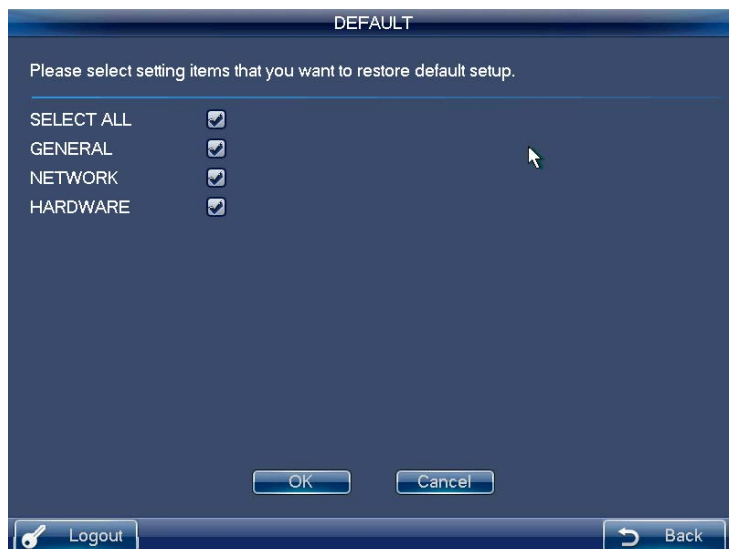 DEFAULT
Please select setting items that you want to restore default setup.
SELECT ALL
GENERAL
NETWORK
HARDWARE
OK Cancel
Logout Back